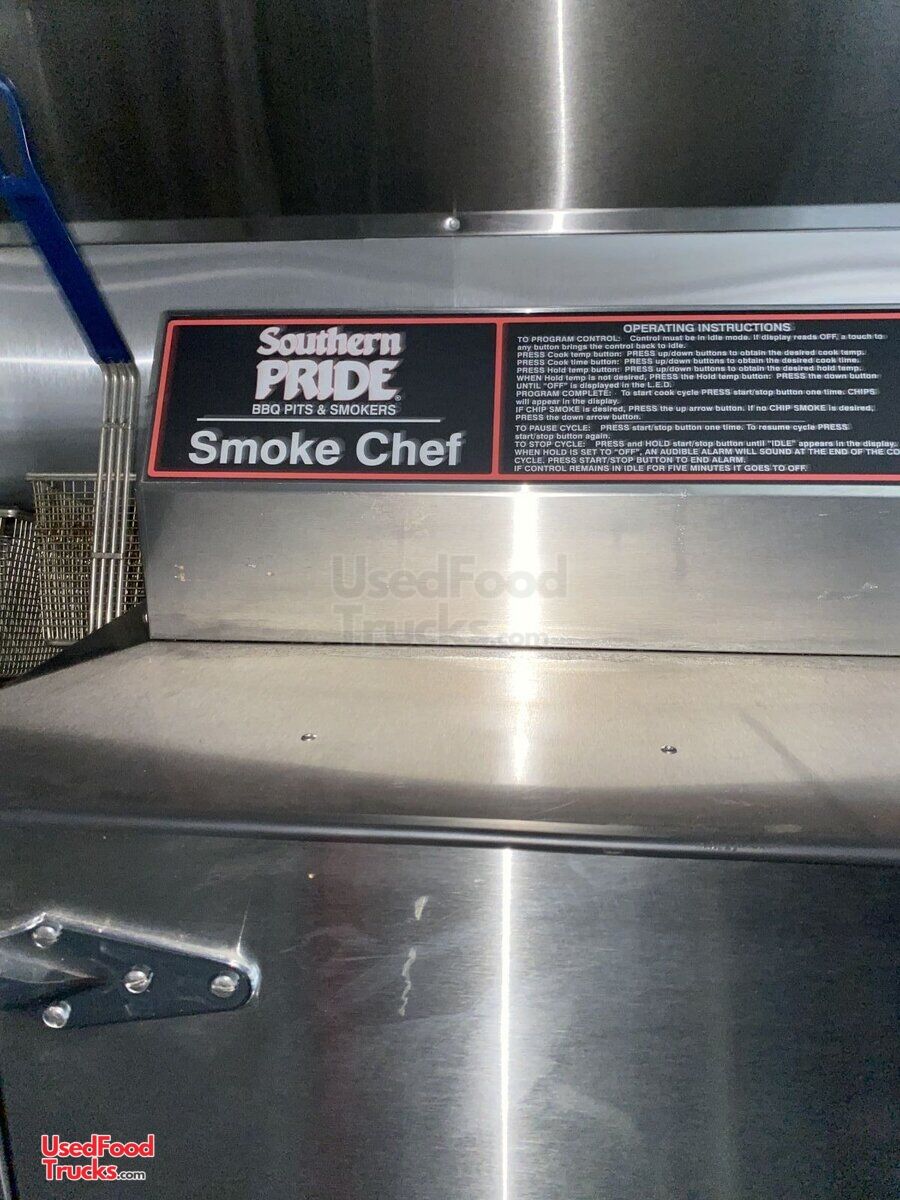 Southern
PRIDE®
BBQ PITS & SMOKERS
Smoke Chef
OPERATING INSTRUCTIONS
TO PROGRAM CONTROL: Control must be in idle mode. If display reads OFF, a touch to
any button brings the control back to idle.
PRESS Cook temp button: PRESS up/down buttons to obtain the desired cook temp.
PRESS Cook time button: PRESS up/down buttons to obtain the desired cook time.
PRESS Hold temp button: PRESS up/down buttons to obtain the desired hold temp.
WHEN Hold temp is not desired, PRESS the Hold temp button: PRESS the down button
UNTIL "OFF" is displayed in the L.E.D.
PROGRAM COMPLETE: To start cook cycle PRESS start/stop button one time. CHIPS
will appear in the display.
IF CHIP SMOKE is desired, PRESS the up arrow button. If no CHIP SMOKE is desired,
PRESS the down arrow button.
TO PAUSE CYCLE: PRESS start/stop button one time. To resume cycle PRESS
start/stop button again.
TO STOP CYCLE: PRESS and HOLD start/stop button until "IDLE" appears in the display.
WHEN HOLD IS SET TO "OFF", AN AUDIBLE ALARM WILL SOUND AT THE END OF THE CO
CYCLE. PRESS START/STOP BUTTON TO END ALARM.
IF CONTROL REMAINS IN IDLE FOR FIVE MINUTES IT GOES TO OFF.
UsedFood
Trucks.com
UsedFood
Trucks.com